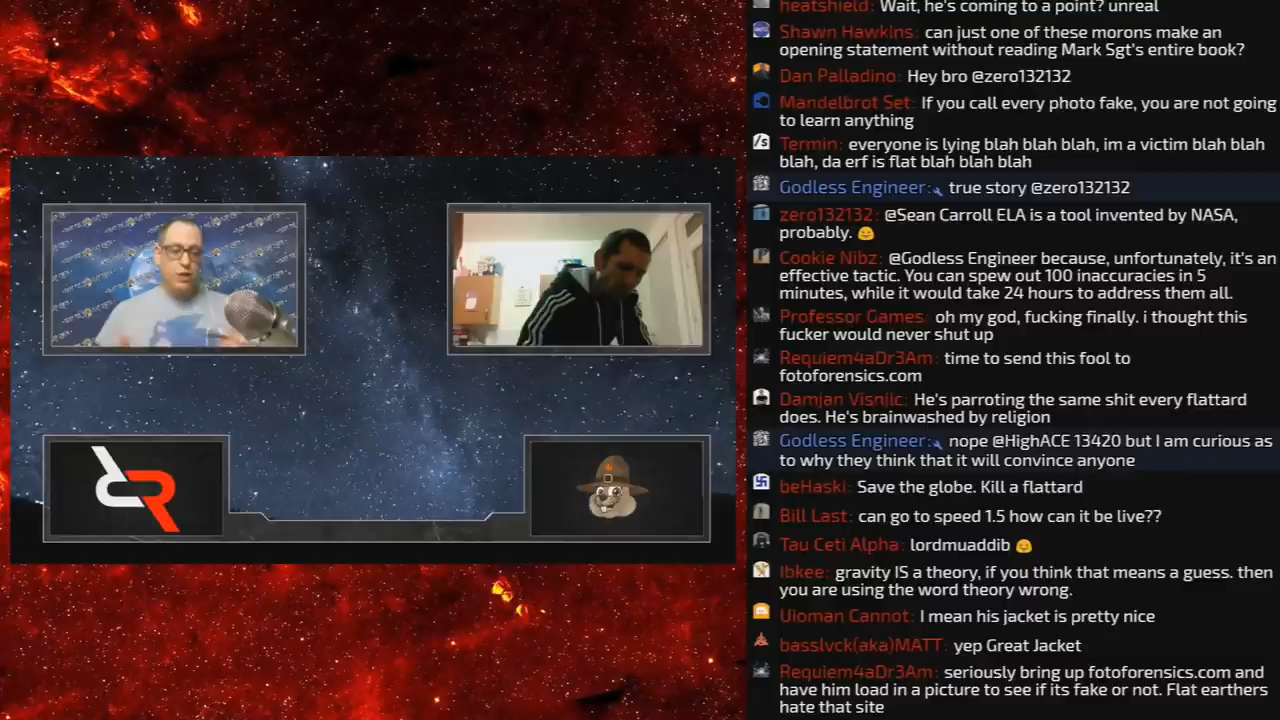 heatshield: Wait, he's coming to a point? unreal
Shawn Hawkins: can just one of these morons make an
opening statement without reading Mark Sgt's entire book?
Dan Palladino: Hey bro @zero132132
Mandelbrot Set: If you call every photo fake, you are not going
to learn anything
Termin: everyone is lying blah blah blah, im a victim blah blah
blah, da erf is flat blah blah blah
Godless Engineer: true story @zero132132
zero132132: @Sean Carroll ELA is a tool invented by NASA,
probably.
Cookie Nibz: @Godless Engineer because, unfortunately, it's an
effective tactic. You can spew out 100 inaccuracies in 5
minutes, while it would take 24 hours to address them all.
Professor Games: oh my god, fucking finally. i thought this
fucker would never shut up
Requiem4aDr3Am: time to send this fool to
fotoforensics.com
Damjan Visnjic: He's parroting the same shit every flattard
does. He's brainwashed by religion
Godless Engineer: nope @HighACE 13420 but I am curious as
to why they think that it will convince anyone
beHaski: Save the globe. Kill a flattard
Bill Last: can go to speed 1.5 how can it be live??
Tau Ceti Alpha: lordmuaddib
Ibkee: gravity IS a theory, if you think that means a guess. then
you are using the word theory wrong.
Uioman Cannot: I mean his jacket is pretty nice
basslvck(aka)MATT: yep Great Jacket
Requiem4aDr3Am: seriously bring up fotoforensics.com and
have him load in a picture to see if its fake or not. Flat earthers
hate that site